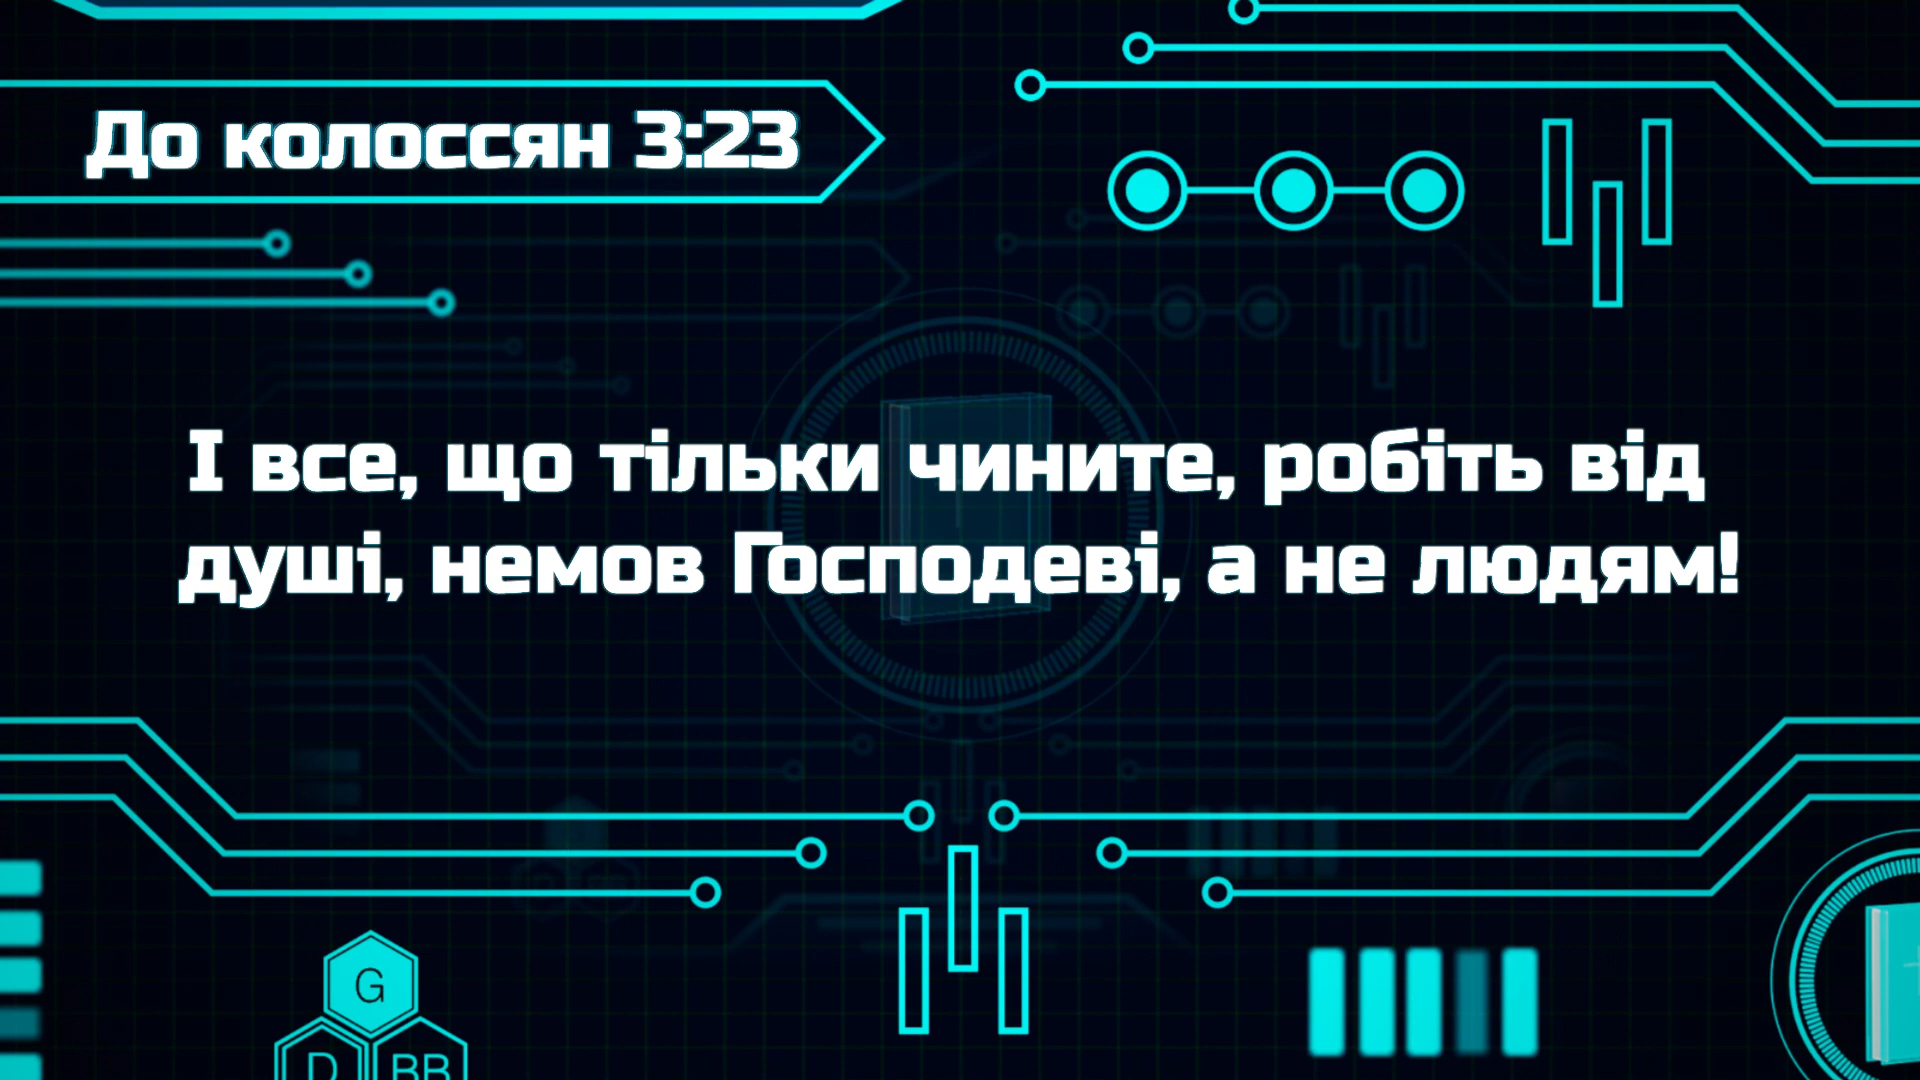 До колоссян 3:23
І все, що тільки чините, робіть від
душі, немов Господеві, а не людям!
G
D BB